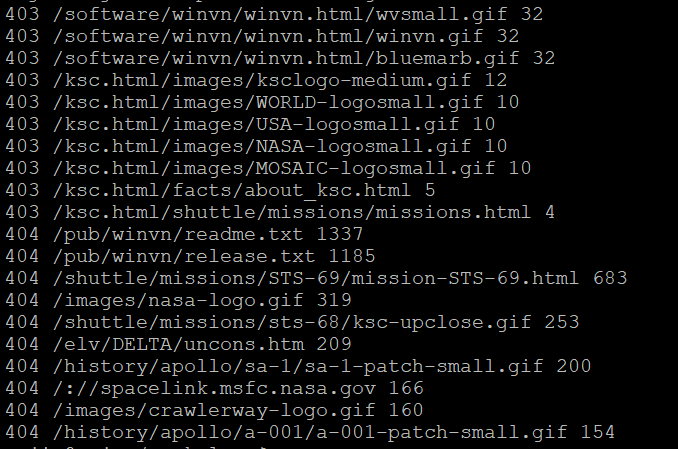 403 /software/winvn/winvn.html/wvsmall.gif 32
403 /software/winvn/winvn.html/winvn.gif 32
403 /software/winvn/winvn.html/bluemarb.gif 32
403 /ksc.html/images/ksclogo-medium.gif 12
403 /ksc.html/images/WORLD-logosmall.gif 10
403 /ksc.html/images/USA-logosmall.gif 10
403 /ksc.html/images/NASA-logosmall.gif 10
403 /ksc.html/images/MOSAIC-logosmall.gif 10
403 /ksc.html/facts/about_ksc.html 5
403 /ksc.html/shuttle/missions/missions.html 4
404 /pub/winvn/readme.txt 1337
404 /pub/winvn/release.txt 1185
404 /shuttle/missions/STS-69/mission-STS-69.html 683
404 /images/nasa-logo.gif 319
404 /shuttle/missions/sts-68/ksc-upclose.gif 253
404 /elv/DELTA/uncons.htm 209
404 /history/apollo/sa-1/sa-1-patch-small.gif 200
404 /://spacelink.msfc.nasa.gov 166
404 /images/crawlerway-logo.gif 160
404 /history/apollo/a-001/a-001-patch-small.gif 154